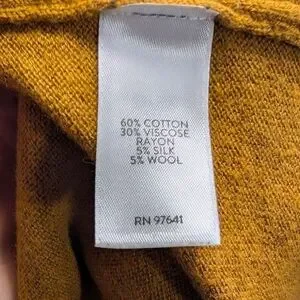 60% COTTON
30% VISCOSE
RAYON
5% SILK
5% WOOL
RN 97641